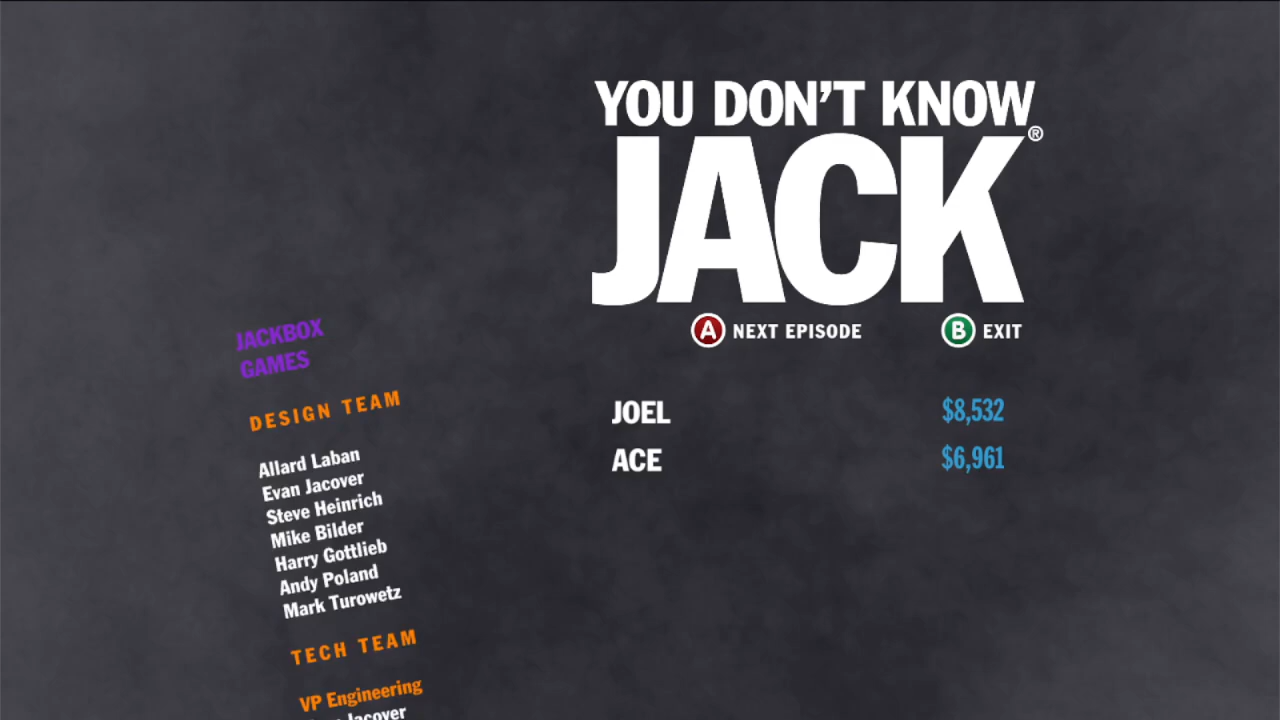 YOU DON'T KNOW
JACK®
A NEXT EPISODE B EXIT
JOEL $8,532
ACE $6,961
JACKBOX
GAMES
DESIGN TEAM
Allard Laban
Evan Jacover
Steve Heinrich
Mike Bilder
Harry Gottlieb
Andy Poland
Mark Turowetz
TECH TEAM
VP Engineering
Jacover